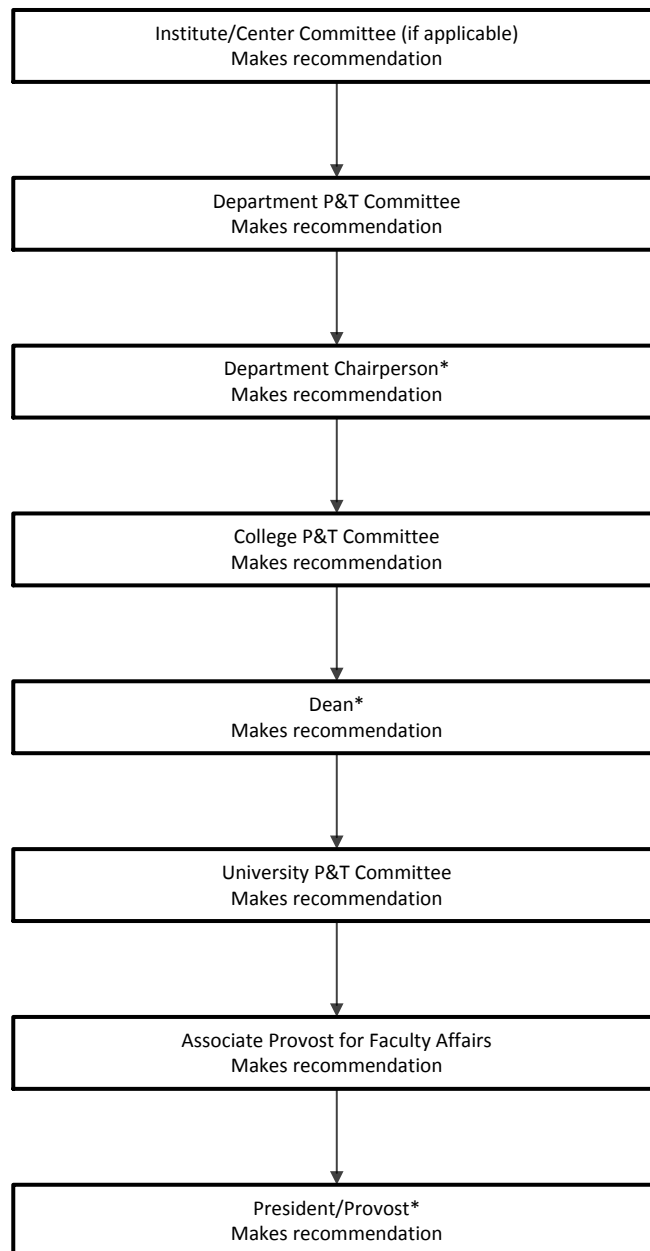 Institute/Center Committee (if applicable)
Makes recommendation
Department P&T Committee
Makes recommendation
Department Chairperson*
Makes recommendation
College P&T Committee
Makes recommendation
Dean*
Makes recommendation
University P&T Committee
Makes recommendation
Associate Provost for Faculty Affairs
Makes recommendation
President/Provost*
Makes recommendation